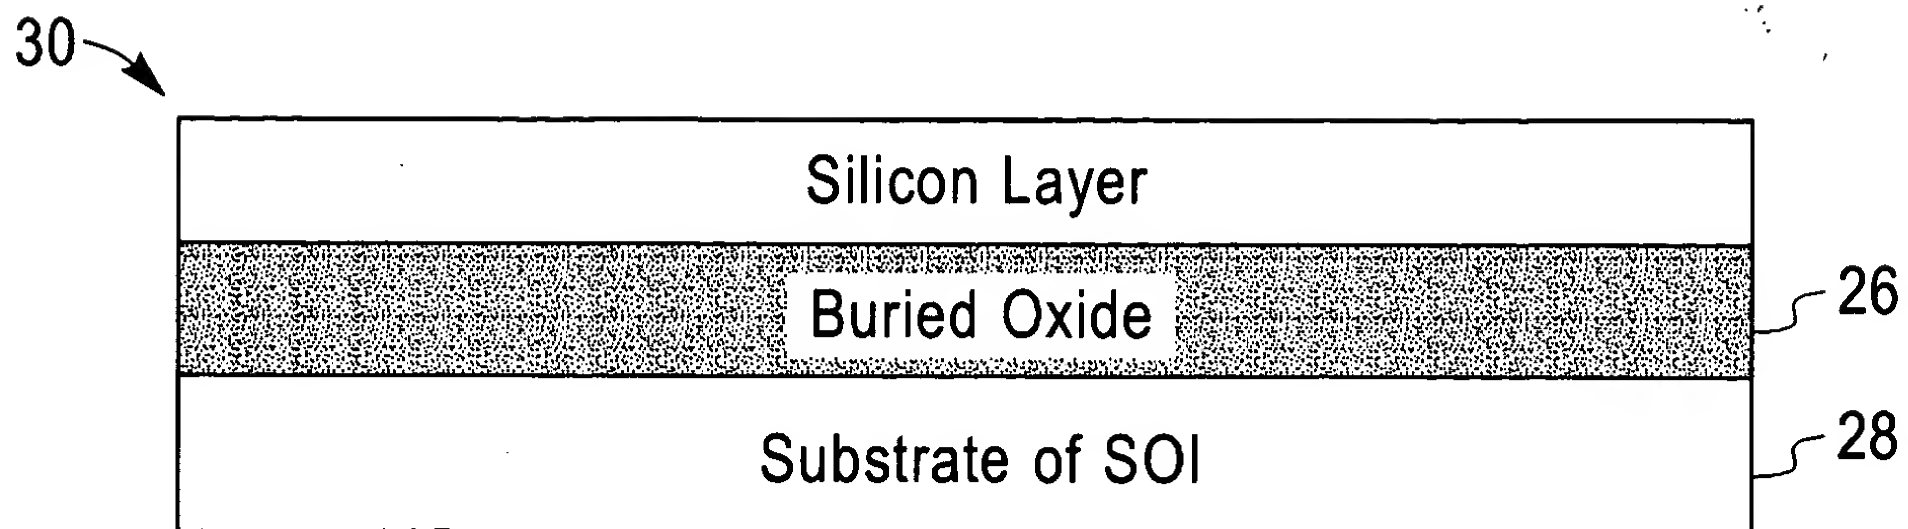 30
Silicon Layer
Buried Oxide
26
Substrate of SOI
28